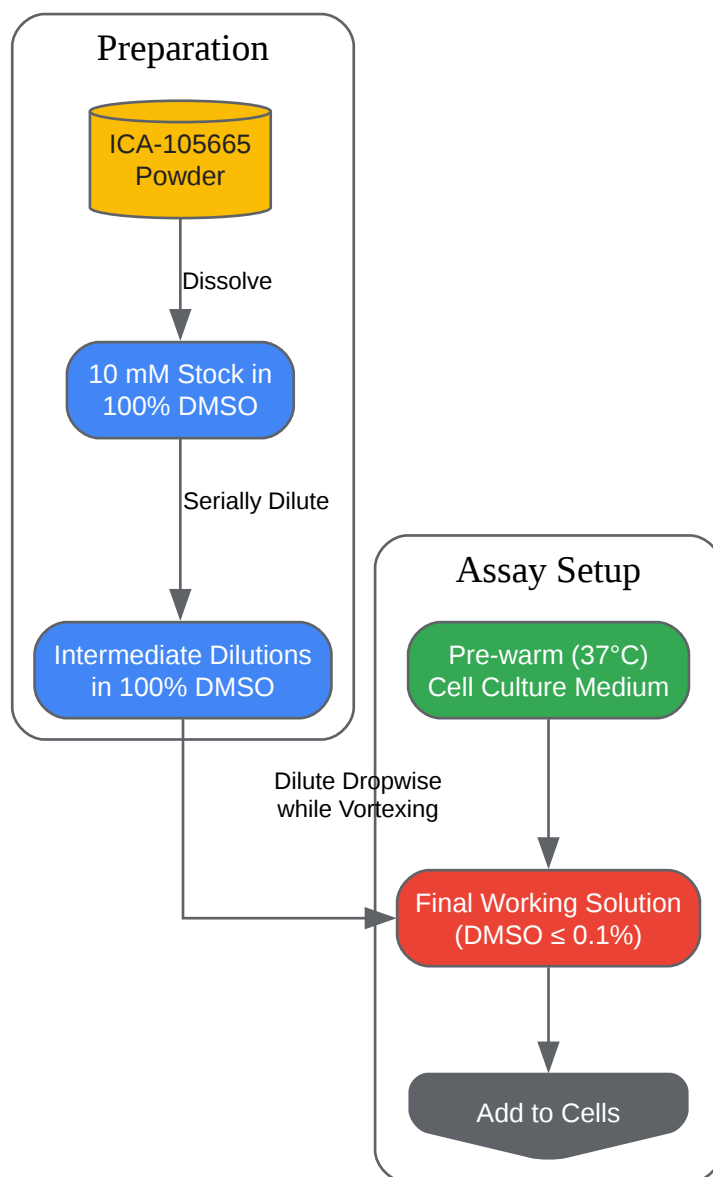 Preparation
ICA-105665
Powder
Dissolve
10 mM Stock in
100% DMSO
Serially Dilute
Intermediate Dilutions
in 100% DMSO
Assay Setup
Pre-warm (37°C)
Cell Culture Medium
Dilute Dropwise
while Vortexing
Final Working Solution
(DMSO ≤ 0.1%)
Add to Cells